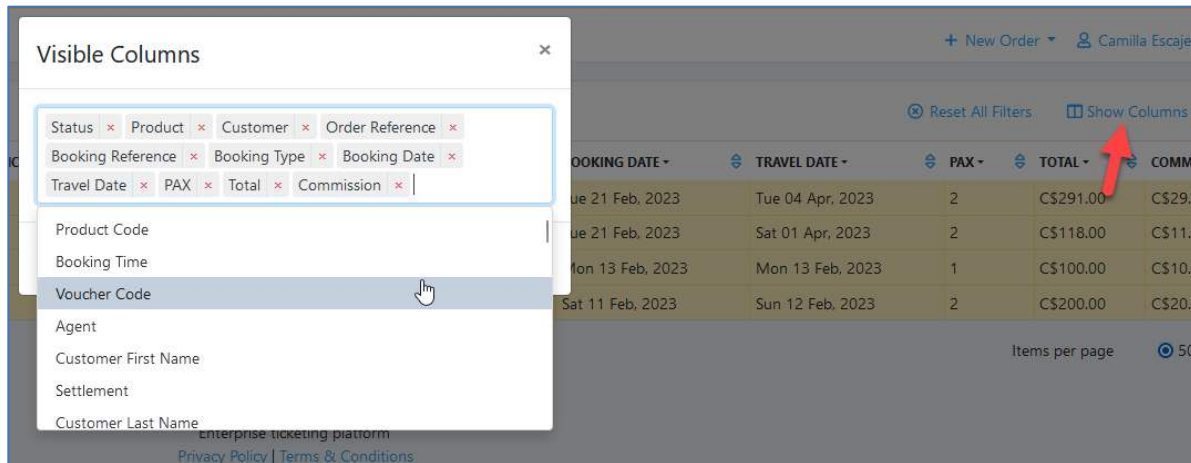 Visible Columns ×
+ New Order Camilla Escaje
Reset All Filters Show Columns
Status × Product × Customer × Order Reference ×
Booking Reference × Booking Type × Booking Date ×
Travel Date × PAX × Total × Commission ×
OOKING DATE TRAVEL DATE PAX TOTAL COMM
ue 21 Feb, 2023 Tue 04 Apr, 2023 2 C$291.00 C$29.
ue 21 Feb, 2023 Sat 01 Apr, 2023 2 C$118.00 C$11.
Mon 13 Feb, 2023 Mon 13 Feb, 2023 1 C$100.00 C$10.
Sat 11 Feb, 2023 Sun 12 Feb, 2023 2 C$200.00 C$20.
Product Code
Booking Time
Voucher Code
Agent
Customer First Name
Settlement
Customer Last Name
Items per page 50
Enterprise ticketing platform
Privacy Policy | Terms & Conditions